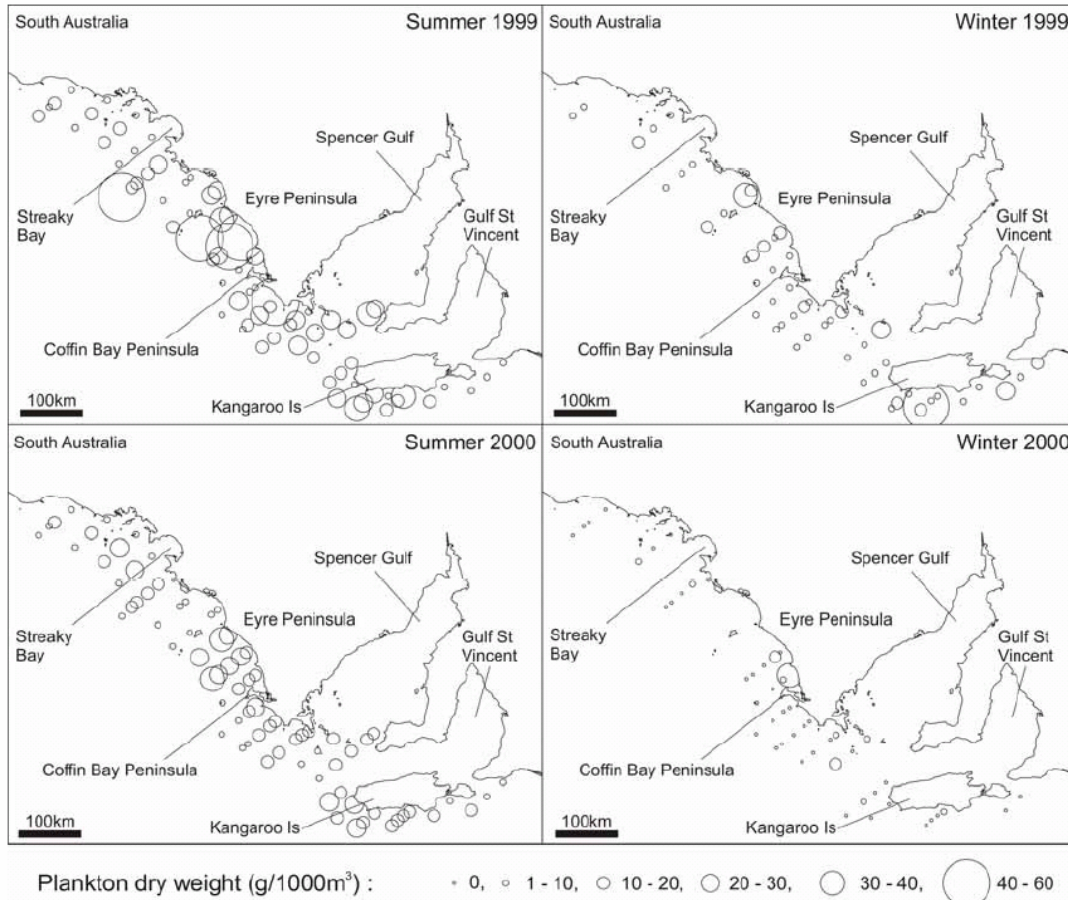 South Australia
Summer 1999
Spencer Gulf
Eyre Peninsula
Gulf St
Vincent
Streaky
Bay
Coffin Bay Peninsula
Kangaroo Is
100km
South Australia
Winter 1999
Spencer Gulf
Eyre Peninsula
Gulf St
Vincent
Streaky
Bay
Coffin Bay Peninsula
Kangaroo Is
100km
South Australia
Summer 2000
Spencer Gulf
Eyre Peninsula
Gulf St
Vincent
Streaky
Bay
Coffin Bay Peninsula
Kangaroo Is
100km
South Australia
Winter 2000
Spencer Gulf
Eyre Peninsula
Gulf St
Vincent
Streaky
Bay
Coffin Bay Peninsula
Kangaroo Is
100km
Plankton dry weight (g/1000m³) : 0, 1 - 10, 10 - 20, 20 - 30, 30 - 40, 40 - 60